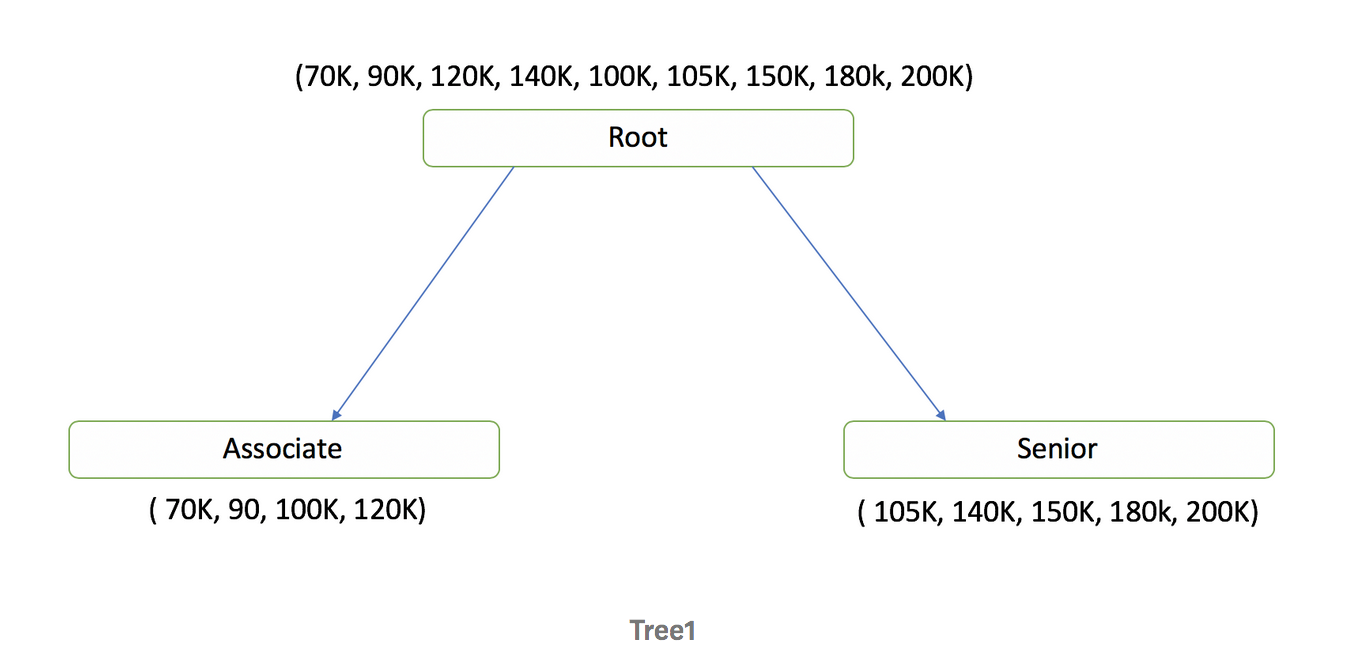 (70K, 90K, 120K, 140K, 100K, 105K, 150K, 180k, 200K)
Root
Associate
Senior
( 70K, 90, 100K, 120K)
( 105K, 140K, 150K, 180k, 200K)
Tree1